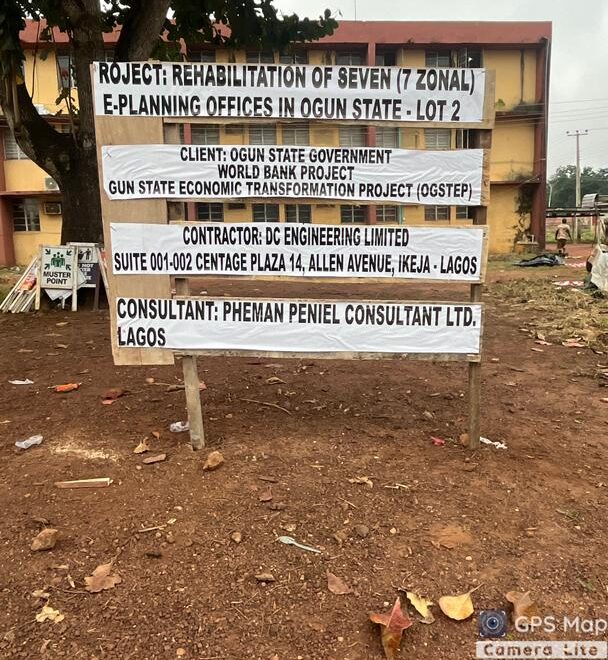 ROJECT: REHABILITATION OF SEVEN (7 ZONAL)
E-PLANNING OFFICES IN OGUN STATE - LOT 2
CLIENT: OGUN STATE GOVERNMENT
WORLD BANK PROJECT
GUN STATE ECONOMIC TRANSFORMATION PROJECT (OGSTEP)
CONTRACTOR: DC ENGINEERING LIMITED
SUITE 001-002 CENTAGE PLAZA 14, ALLEN AVENUE, IKEJA - LAGOS
CONSULTANT: PHEMAN PENIEL CONSULTANT LTD.
LAGOS
MUSTER
POINT
NOT
GPS Map
Camera Lite